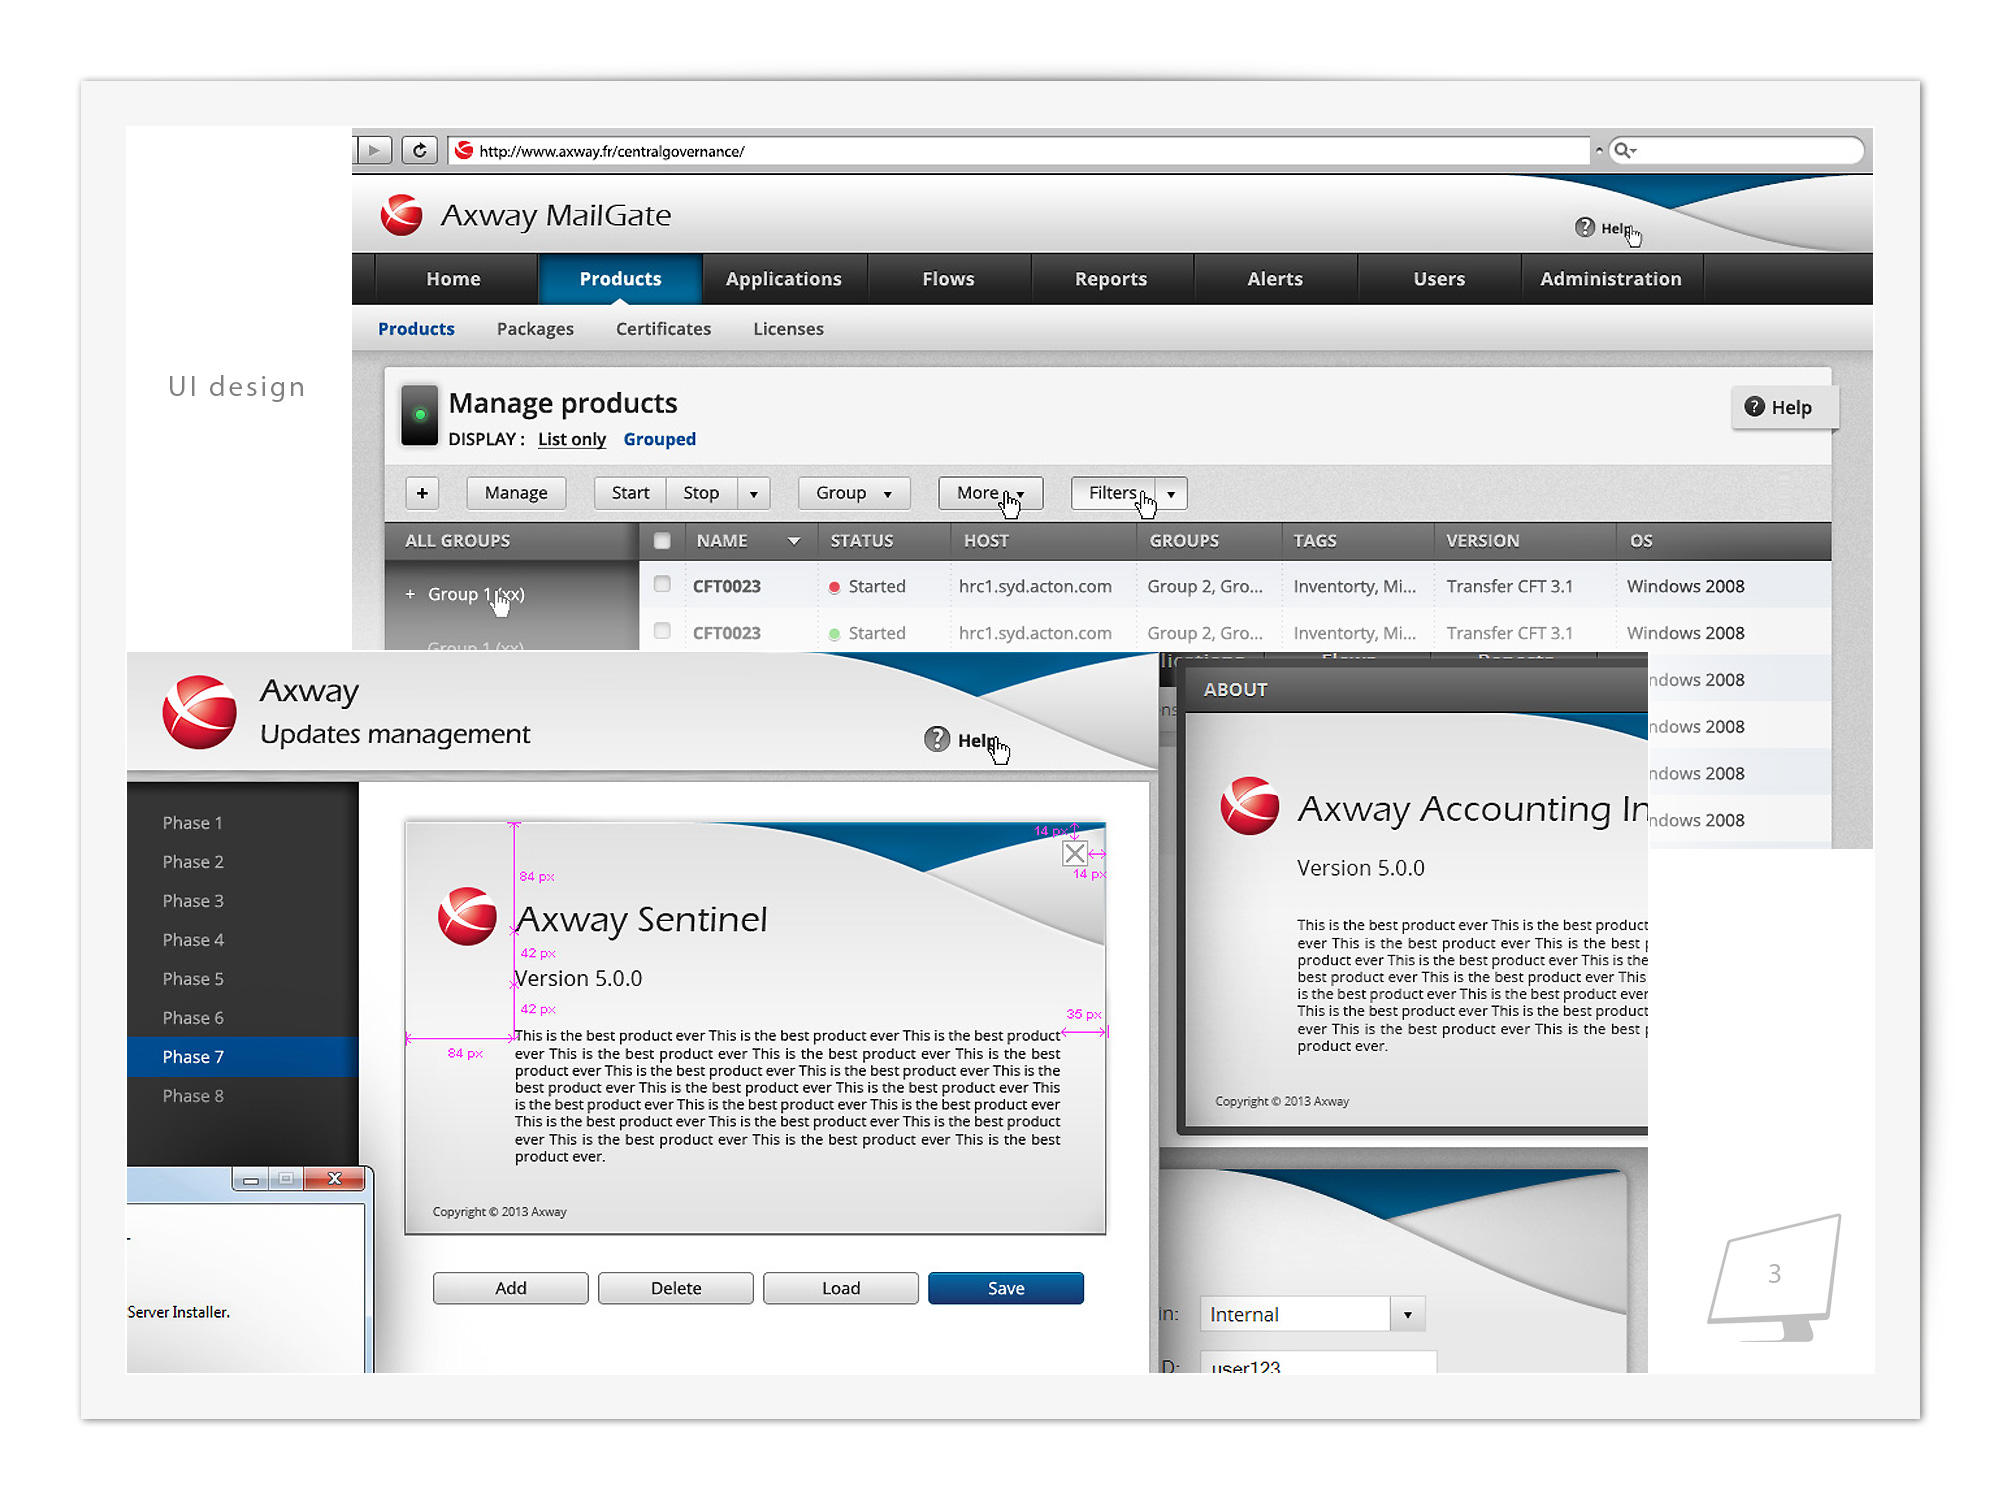 http://www.axway.fr/centralgovernance/
Axway MailGate
Help
Home Products Applications Flows Reports Alerts Users Administration
Products Packages Certificates Licenses
UI design
Manage products
Help
DISPLAY : List only Grouped
+ Manage Start Stop Group More Filters
ALL GROUPS NAME STATUS HOST GROUPS TAGS VERSION OS
+ Group 1 (xx) CFT0023 Started hrc1.syd.acton.com Group 2, Gro... Inventorty, Mi... Transfer CFT 3.1 Windows 2008
Group 1 (xx) CFT0023 Started hrc1.syd.acton.com Group 2, Gro... Inventorty, Mi... Transfer CFT 3.1 Windows 2008
ndows 2008
ndows 2008
ndows 2008
ndows 2008
Axway
Updates management
Help
Phase 1
Phase 2
Phase 3
Phase 4
Phase 5
Phase 6
Phase 7
Phase 8
14 px
14 px
84 px
Axway Sentinel
42 px
Version 5.0.0
42 px
35 px
84 px
This is the best product ever This is the best product ever This is the best product
ever This is the best product ever This is the best product ever This is the best
product ever This is the best product ever This is the best product ever This is the
best product ever This is the best product ever This is the best product ever This
is the best product ever This is the best product ever This is the best product ever
This is the best product ever This is the best product ever This is the best product
ever This is the best product ever This is the best product ever This is the best
product ever.
Copyright © 2013 Axway
Add Delete Load Save
Server Installer.
Flows Reports
ABOUT
Axway Accounting In
Version 5.0.0
This is the best product ever This is the best product
ever This is the best product ever This is the best p
product ever This is the best product ever This is the
best product ever This is the best product ever This
is the best product ever This is the best product ever
This is the best product ever This is the best product
ever This is the best product ever This is the best p
product ever.
Copyright © 2013 Axway
in: Internal
D: user123
3